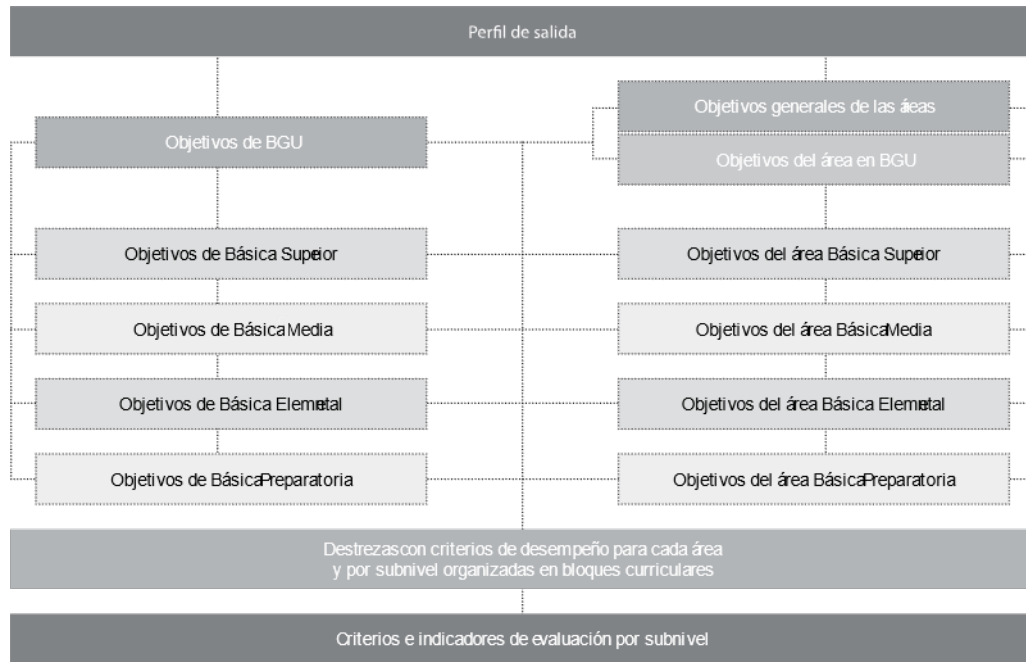 Perfil de salida
Objetivos generales de las áreas
Objetivos de BGU
Objetivos del área en BGU
Objetivos de Básica Superior
Objetivos del área Básica Superior
Objetivos de Básica Media
Objetivos del área Básica Media
Objetivos de Básica Elemental
Objetivos del área Básica Elemental
Objetivos de Básica Preparatoria
Objetivos del área Básica Preparatoria
Destrezas con criterios de desempeño para cada área
y por subnivel organizadas en bloques curriculares
Criterios e indicadores de evaluación por subnivel